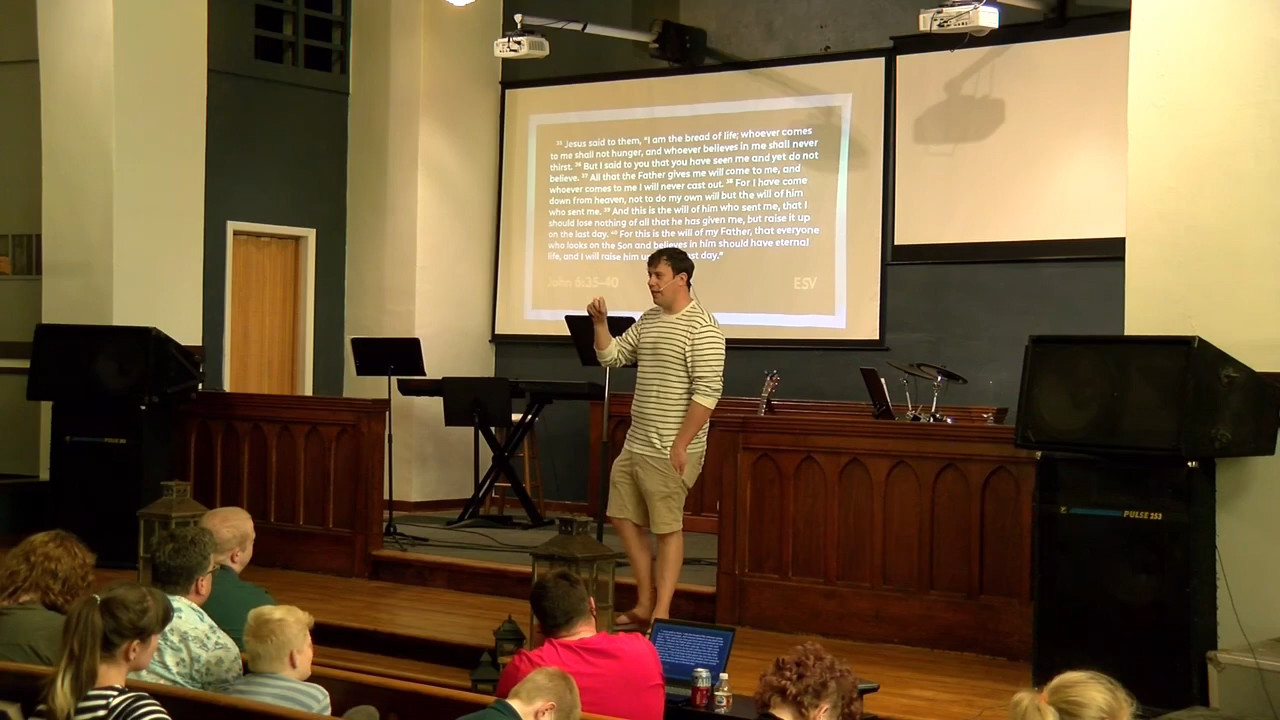 35 Jesus said to them, "I am the bread of life; whoever comes
to me shall not hunger, and whoever believes in me shall never
thirst. 36 But I said to you that you have seen me and yet do not
believe. 37 All that the Father gives me will come to me, and
whoever comes to me I will never cast out. 38 For I have come
down from heaven, not to do my own will but the will of him
who sent me. 39 And this is the will of him who sent me, that I
should lose nothing of all that he has given me, but raise it up
on the last day. 40 For this is the will of my Father, that everyone
who looks on the Son and believes in him should have eternal
life, and I will raise him day."
John 6:35-40
ESV
PULSE 253